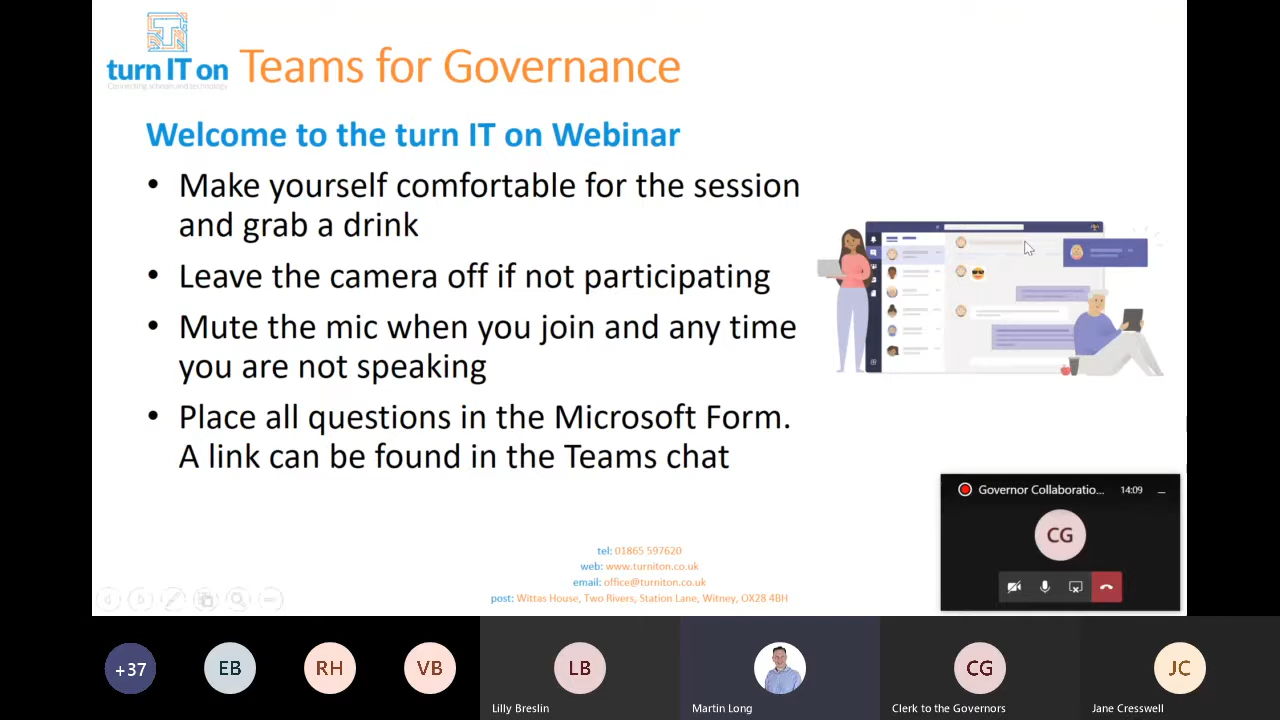 turn IT on
Connecting schools and technology
Teams for Governance
Welcome to the turn IT on Webinar
• Make yourself comfortable for the session
and grab a drink
• Leave the camera off if not participating
• Mute the mic when you join and any time
you are not speaking
• Place all questions in the Microsoft Form.
A link can be found in the Teams chat
Governor Collaboratio... 14:09
CG
tel: 01865 597620
web: www.turniton.co.uk
email: office@turniton.co.uk
post: Wittas House, Two Rivers, Station Lane, Witney, OX28 4BH
+37
EB
RH
VB
LB
CG
JC
Lilly Breslin
Martin Long
Clerk to the Governors
Jane Cresswell